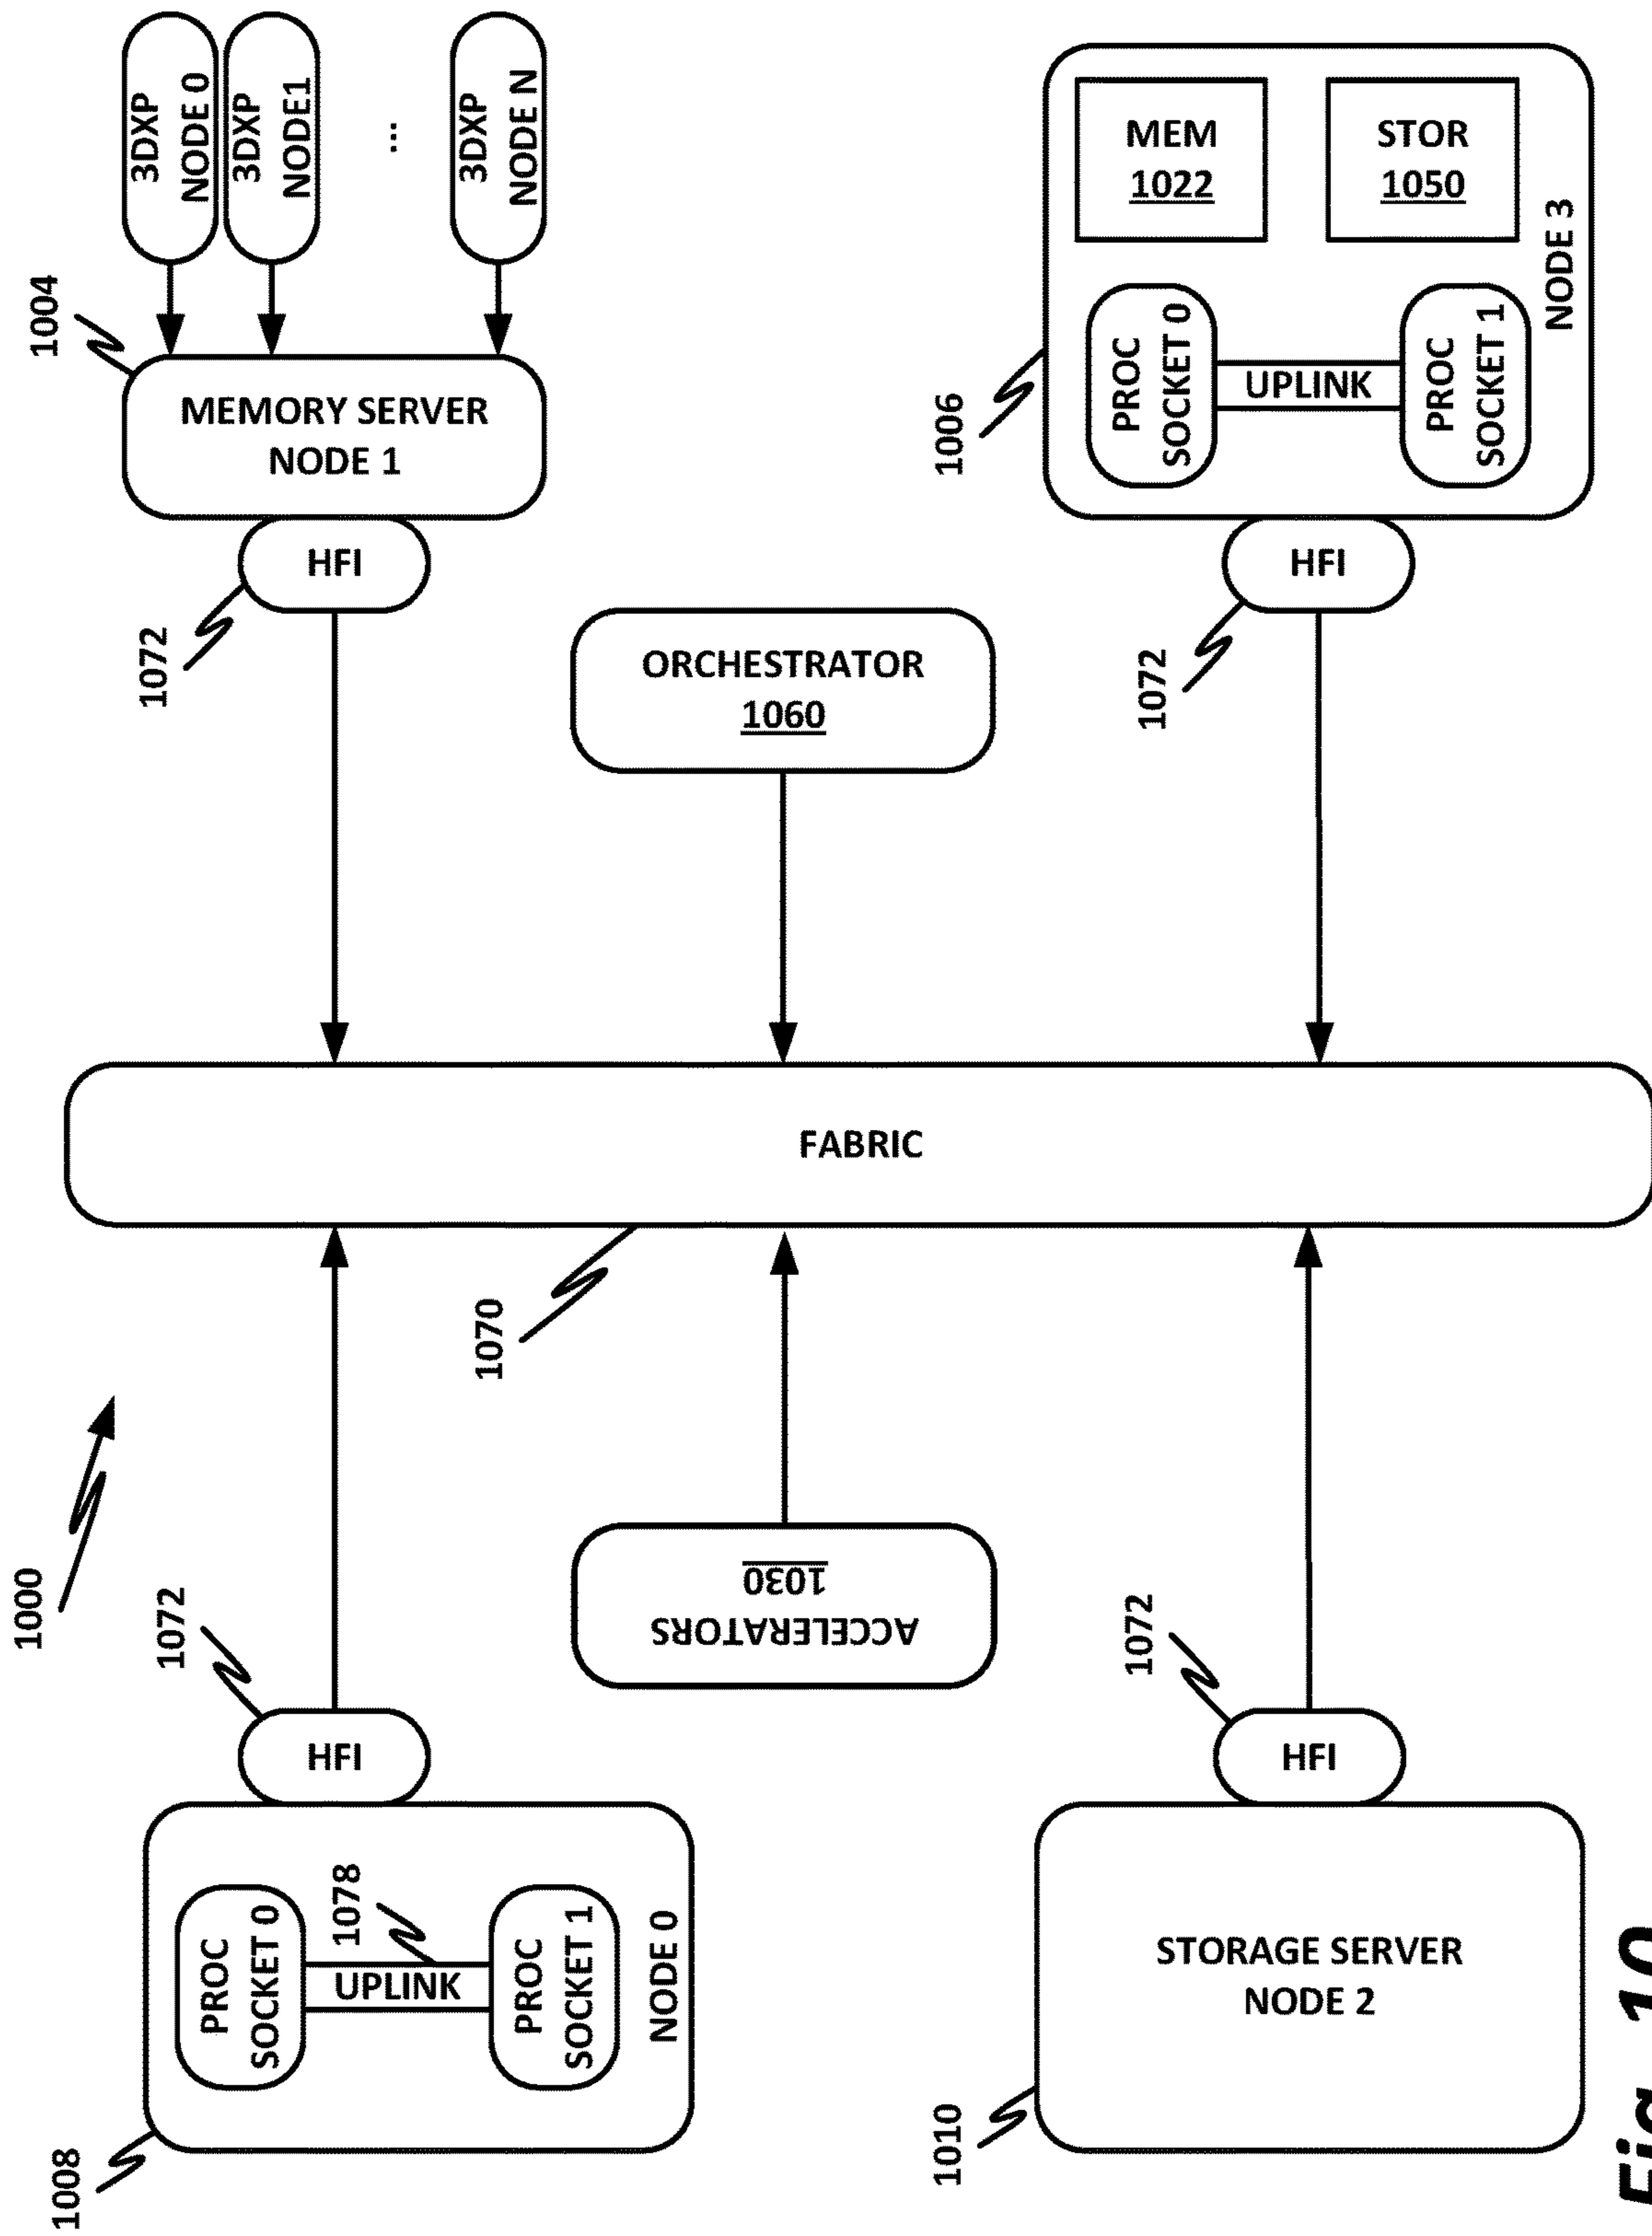 3DXP
NODE 0
3DXP
NODE1
...
3DXP
NODE N
1004
MEMORY SERVER
NODE 1
HFI
1072
MEM
1022
STOR
1050
PROC
SOCKET 0
UPLINK
PROC
SOCKET 1
NODE 3
1006
HFI
1072
ORCHESTRATOR
1060
FABRIC
1070
1000
ACCELERATORS
1030
1072
HFI
PROC
SOCKET 0
UPLINK
1078
PROC
SOCKET 1
NODE 0
1008
1072
HFI
STORAGE SERVER
NODE 2
1010
Fig. 10